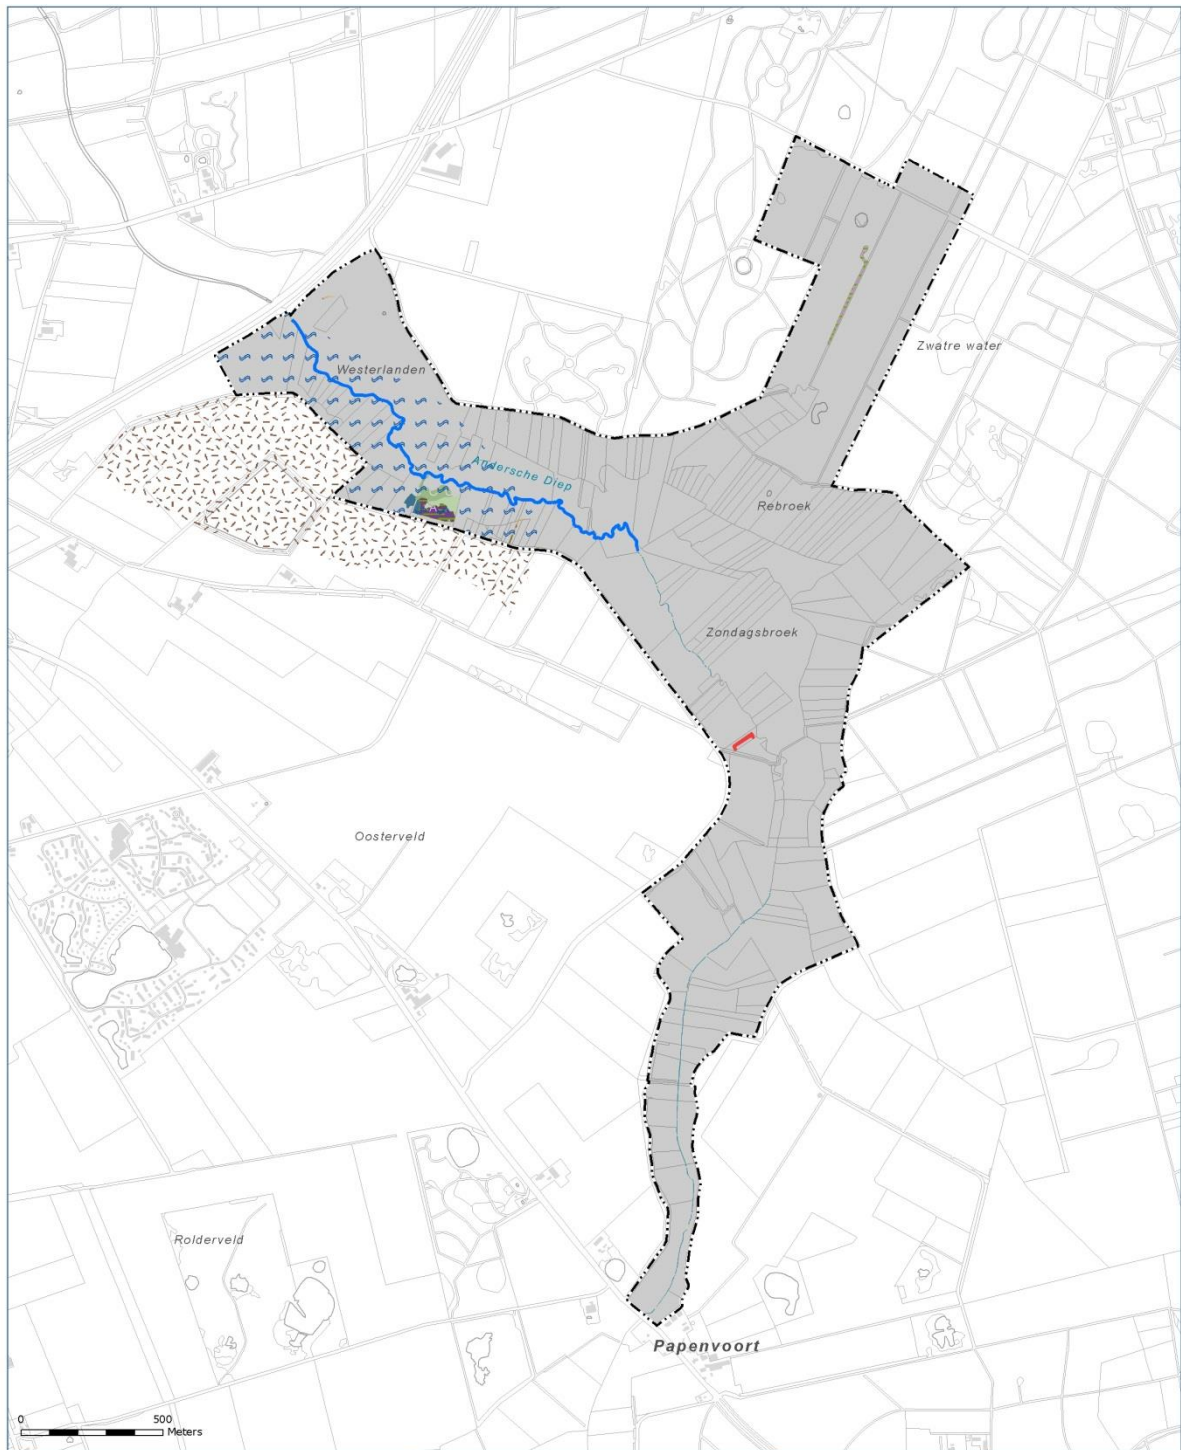 Zwatre water
Westerlanden
Andersche Diep
Rebroek
Zondagsbroek
Oosterveld
Rolderveld
Papenvoort
0 500
Meters